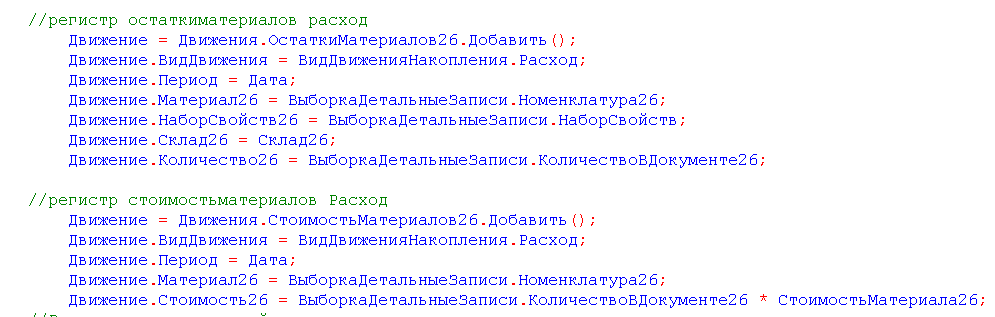 //регистр остаткиматериалов расход
Движение = Движения.ОстаткиМатериалов26.Добавить();
Движение.ВидДвижения = ВидДвиженияНакопления.Расход;
Движение.Период = Дата;
Движение.Материал26 = ВыборкаДетальныеЗаписи.Номенклатура26;
Движение.НаборСвойств26 = ВыборкаДетальныеЗаписи.НаборСвойств;
Движение.Склад26 = Склад26;
Движение.Количество26 = ВыборкаДетальныеЗаписи.КоличествоВДокументе26;
//регистр стоимостьматериалов Расход
Движение = Движения.СтоимостьМатериалов26.Добавить();
Движение.ВидДвижения = ВидДвиженияНакопления.Расход;
Движение.Период = Дата;
Движение.Материал26 = ВыборкаДетальныеЗаписи.Номенклатура26;
Движение.Стоимость26 = ВыборкаДетальныеЗаписи.КоличествоВДокументе26 * СтоимостьМатериала26;